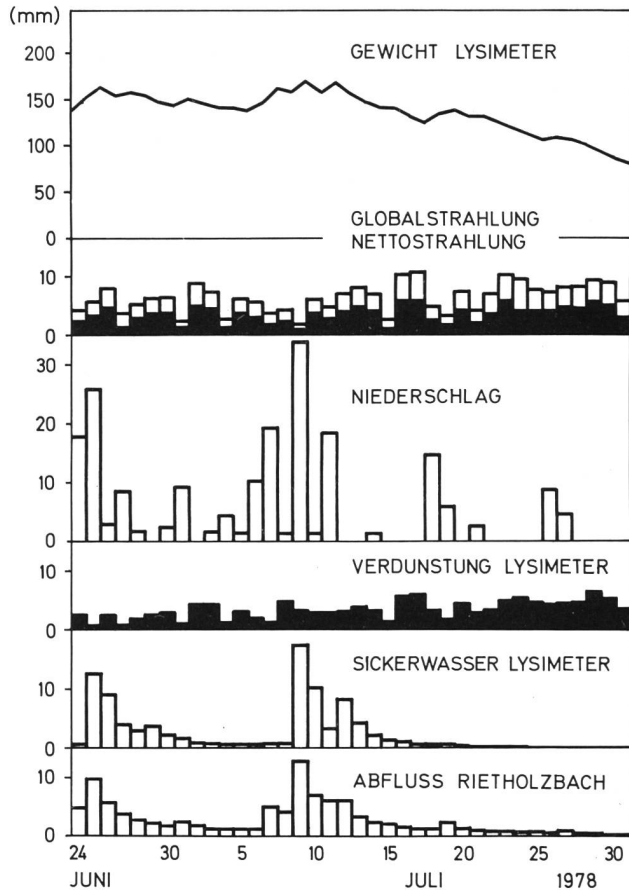 (mm)
200
150
100
50
0
GEWICHT LYSIMETER
GLOBALSTRAHLUNG
NETTOSTRAHLUNG
10
0
30
20
10
0
NIEDERSCHLAG
10
0
VERDUNSTUNG LYSIMETER
10
0
SICKERWASSER LYSIMETER
10
0
ABFLUSS RIETHOLZBACH
24 30 5 10 15 20 25 30
JUNI JULI 1978